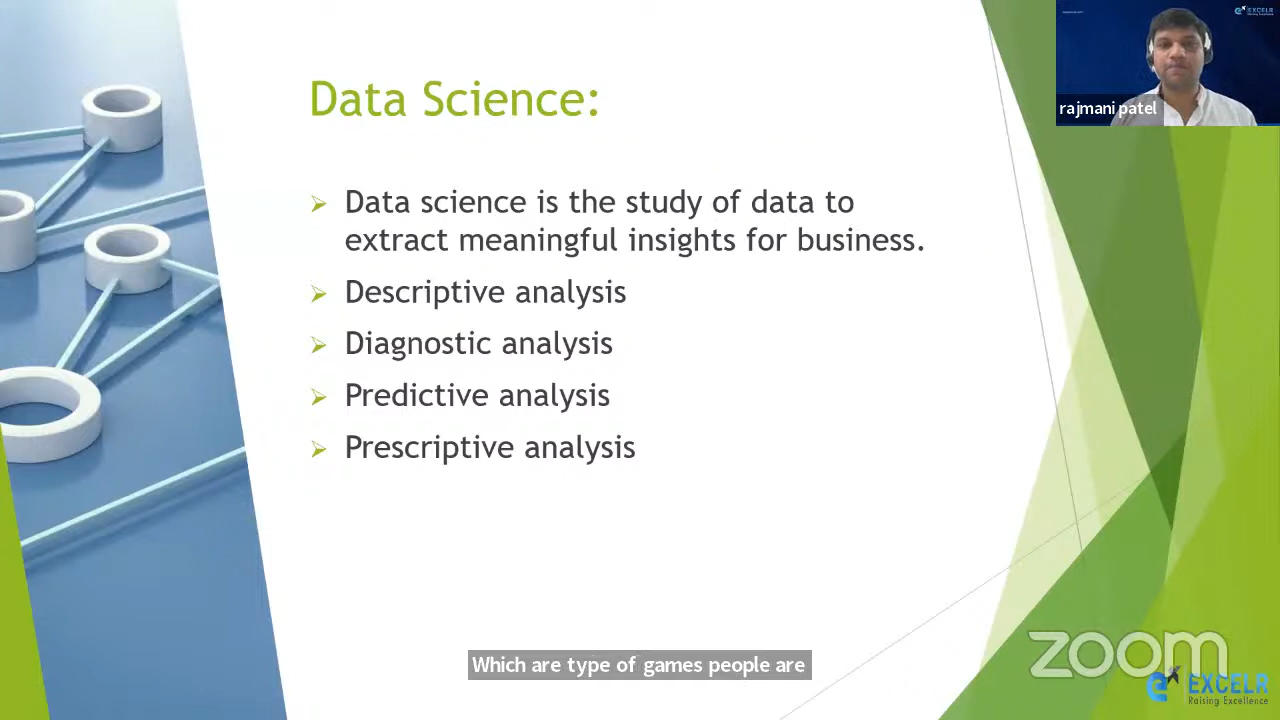 Data Science:
EXCELR
rajmani patel
➢ Data science is the study of data to
extract meaningful insights for business.
➢ Descriptive analysis
➢ Diagnostic analysis
➢ Predictive analysis
➢ Prescriptive analysis
Which are type of games people are
zoom
EXCELR
Raising Excellence